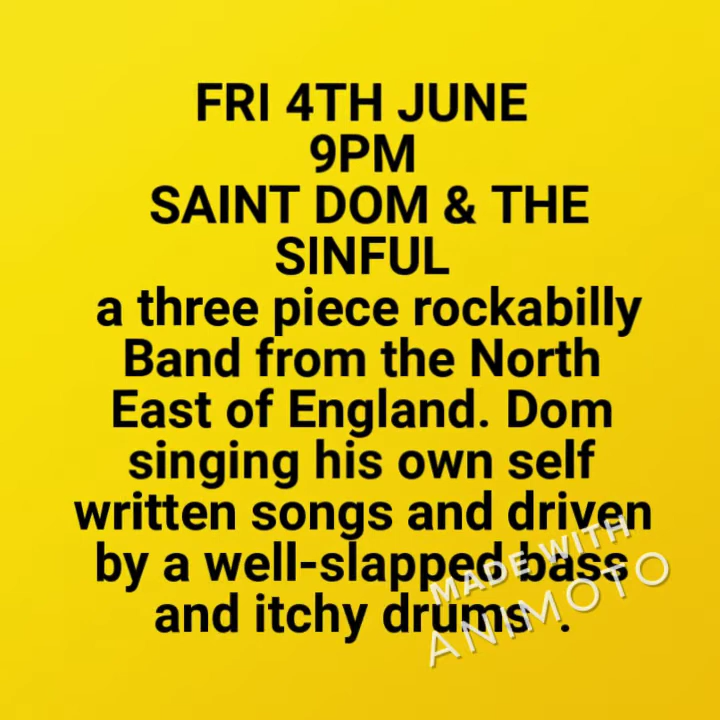 FRI 4TH JUNE
9PM
SAINT DOM & THE
SINFUL
a three piece rockabilly
Band from the North
East of England. Dom
singing his own self
written songs and driven
by a well-slapped bass
and itchy drums .
MADE WITH
ANIMOTO